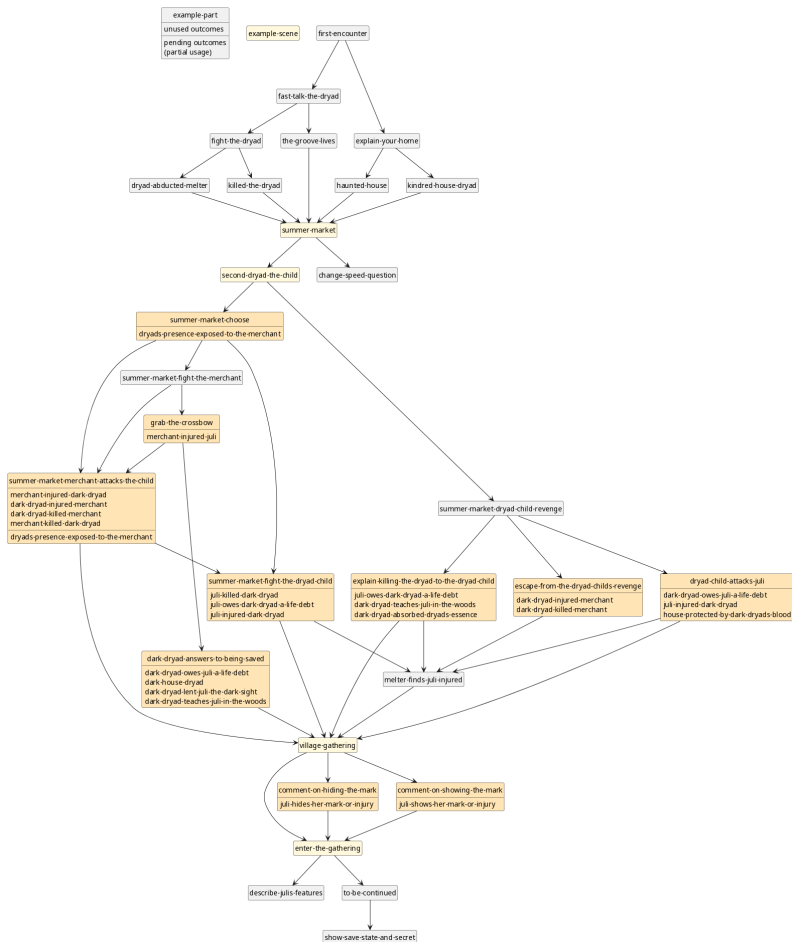 example-part
unused outcomes
pending outcomes
(partial usage)
example-scene
first-encounter
fast-talk-the-dryad
fight-the-dryad
the-groove-lives
explain-your-home
dryad-abducted-melter
killed-the-dryad
haunted-house
kindred-house-dryad
summer-market
second-dryad-the-child
change-speed-question
summer-market-choose
dryads-presence-exposed-to-the-merchant
summer-market-fight-the-merchant
grab-the-crossbow
merchant-injured-juli
summer-market-merchant-attacks-the-child
merchant-injured-dark-dryad
dark-dryad-injured-merchant
dark-dryad-killed-merchant
merchant-killed-dark-dryad
dryads-presence-exposed-to-the-merchant
summer-market-dryad-child-revenge
summer-market-fight-the-dryad-child
juli-killed-dark-dryad
juli-owes-dark-dryad-a-life-debt
juli-injured-dark-dryad
explain-killing-the-dryad-to-the-dryad-child
juli-owes-dark-dryad-a-life-debt
dark-dryad-teaches-juli-in-the-woods
dark-dryad-absorbed-dryads-essence
escape-from-the-dryad-childs-revenge
dark-dryad-injured-merchant
dark-dryad-killed-merchant
dryad-child-attacks-juli
dark-dryad-owes-juli-a-life-debt
juli-injured-dark-dryad
house-protected-by-dark-dryads-blood
dark-dryad-answers-to-being-saved
dark-dryad-owes-juli-a-life-debt
dark-house-dryad
dark-dryad-lent-juli-the-dark-sight
dark-dryad-teaches-juli-in-the-woods
melter-finds-juli-injured
village-gathering
comment-on-hiding-the-mark
juli-hides-her-mark-or-injury
comment-on-showing-the-mark
juli-shows-her-mark-or-injury
enter-the-gathering
describe-julis-features
to-be-continued
show-save-state-and-secret